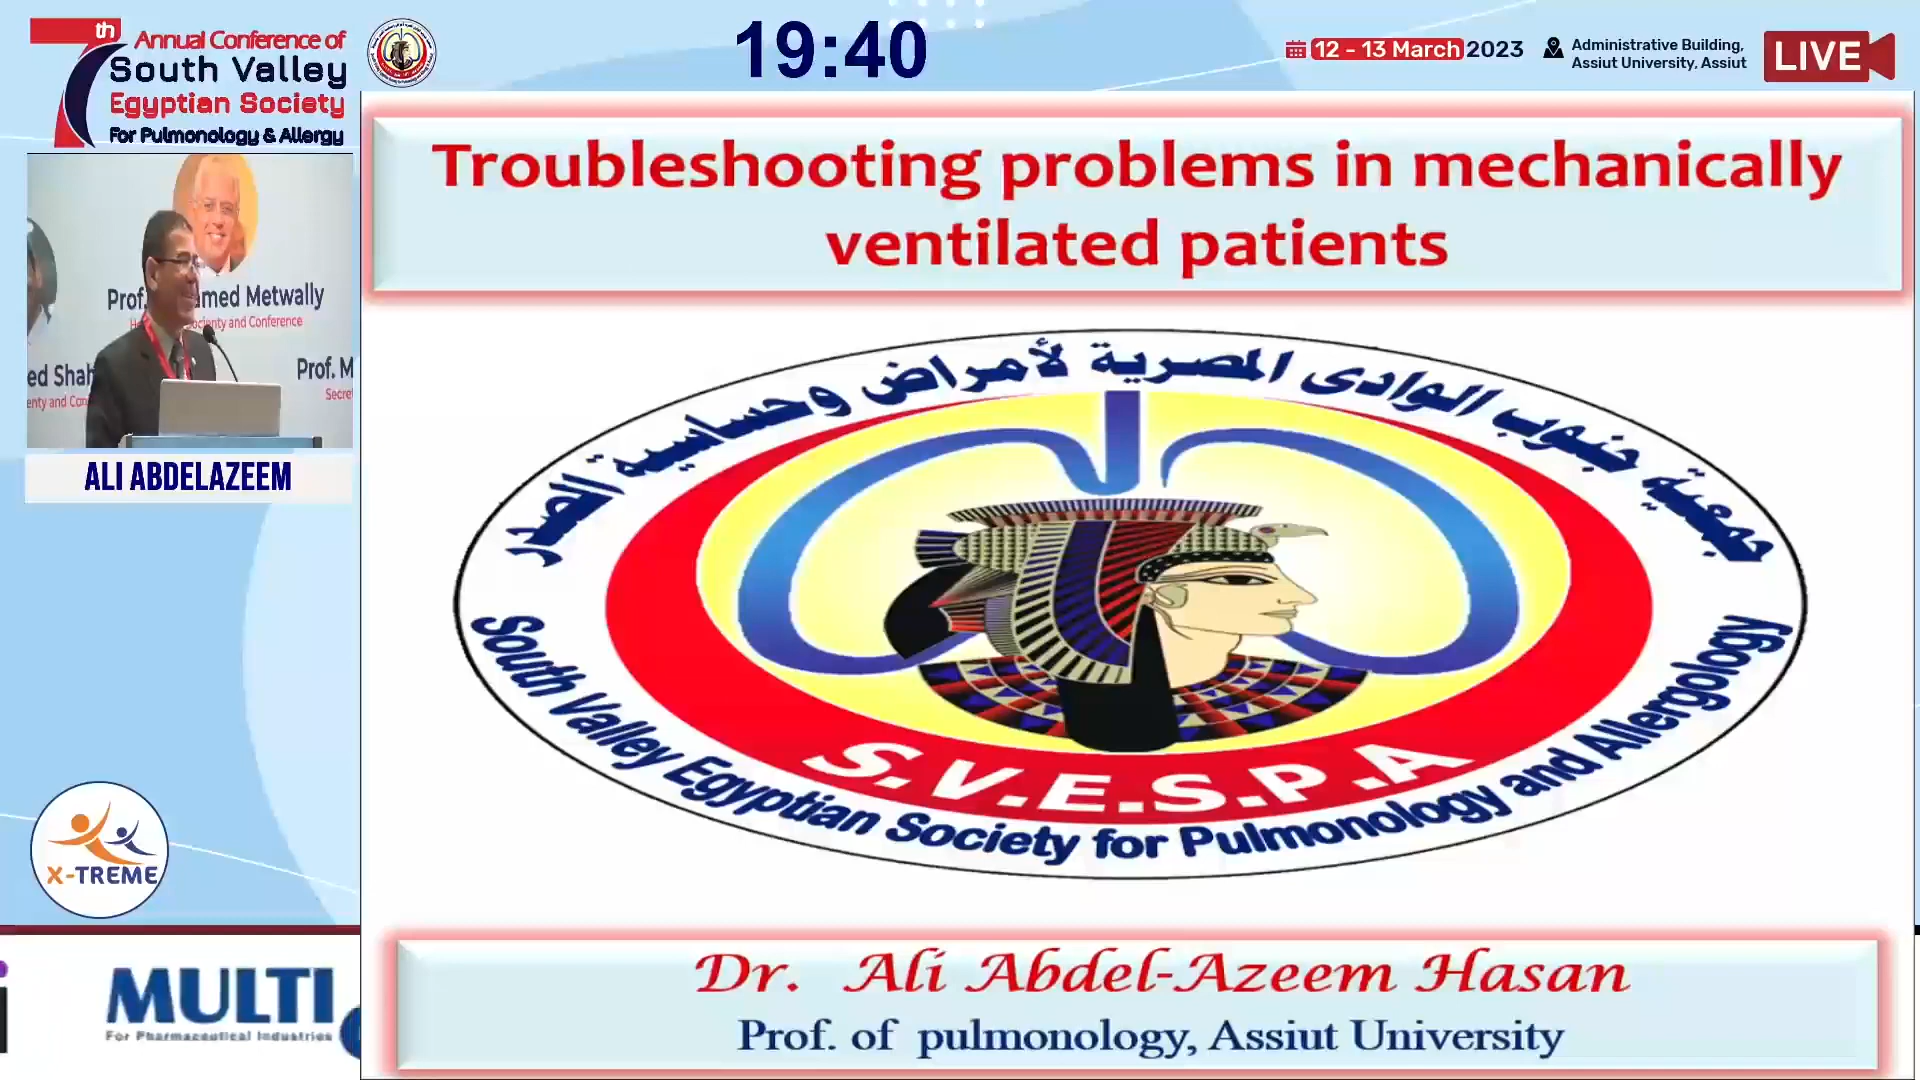 7th
Annual Conference of
South Valley
Egyptian Society
For Pulmonology & Allergy
19:40
12 - 13 March 2023
Administrative Building,
Assiut University, Assiut
LIVE
Prof. Metwally
and Conference
Prof. M
ALI ABDELAZEEM
Troubleshooting problems in mechanically
ventilated patients
جمعية جنوب الوادى المصرية لأمراض وحساسية الصدر
S.V.E.S.P.A
South Valley Egyptian Society for Pulmonology and Allergology
Dr. Ali Abdel-Azeem Hasan
Prof. of pulmonology, Assiut University
X-TREME
MULTI
For Pharmaceutical Industries